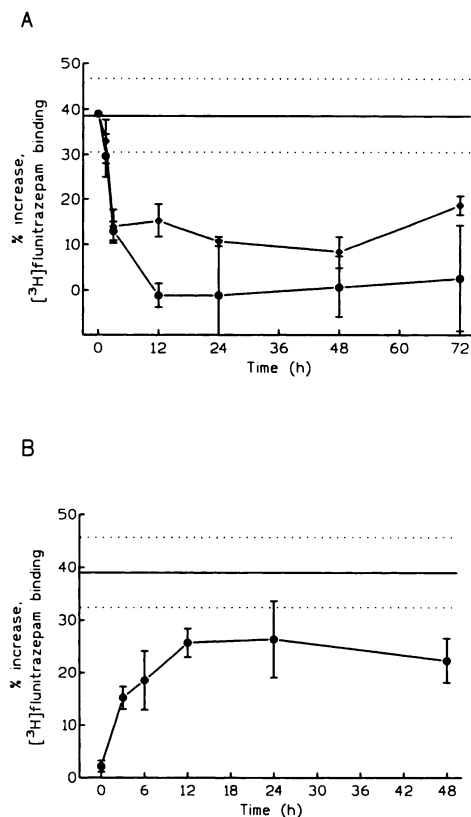 A
% increase,
[³H]flunitrazepam binding
50
40
30
20
10
0
0 12 24 36 48 60 72
Time (h)
B
% increase,
[³H]flunitrazepam binding
50
40
30
20
10
0
0 6 12 18 24 30 36 42 48
Time (h)